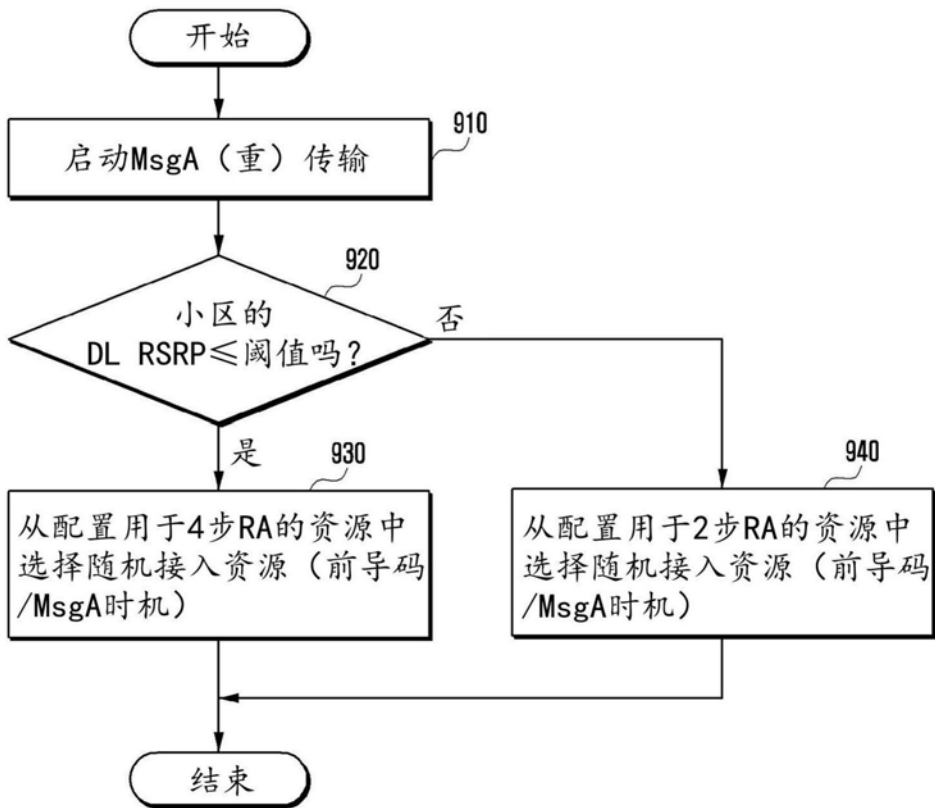 开始
910
启动MsgA（重）传输
920
小区的
DL RSRP≤阈值吗？
否
是
930
从配置用于4步RA的资源中
选择随机接入资源（前导码
/MsgA时机）
940
从配置用于2步RA的资源中
选择随机接入资源（前导码
/MsgA时机）
结束